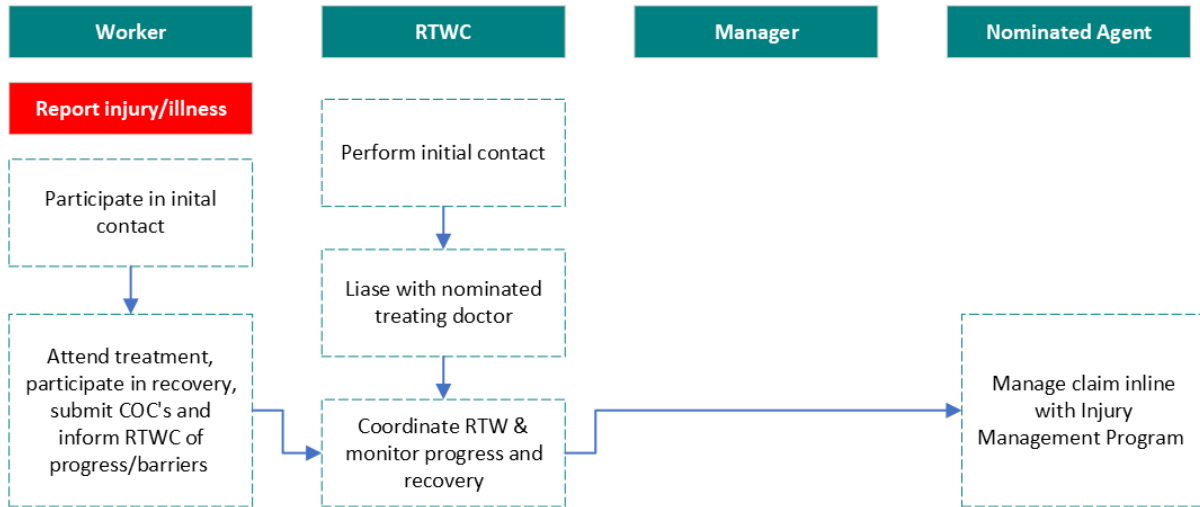 Worker
RTWC
Manager
Nominated Agent
Report injury/illness
Participate in inital
contact
Attend treatment,
participate in recovery,
submit COC's and
inform RTWC of
progress/barriers
Perform initial contact
Liase with nominated
treating doctor
Coordinate RTW &
monitor progress and
recovery
Manage claim inline
with Injury
Management Program